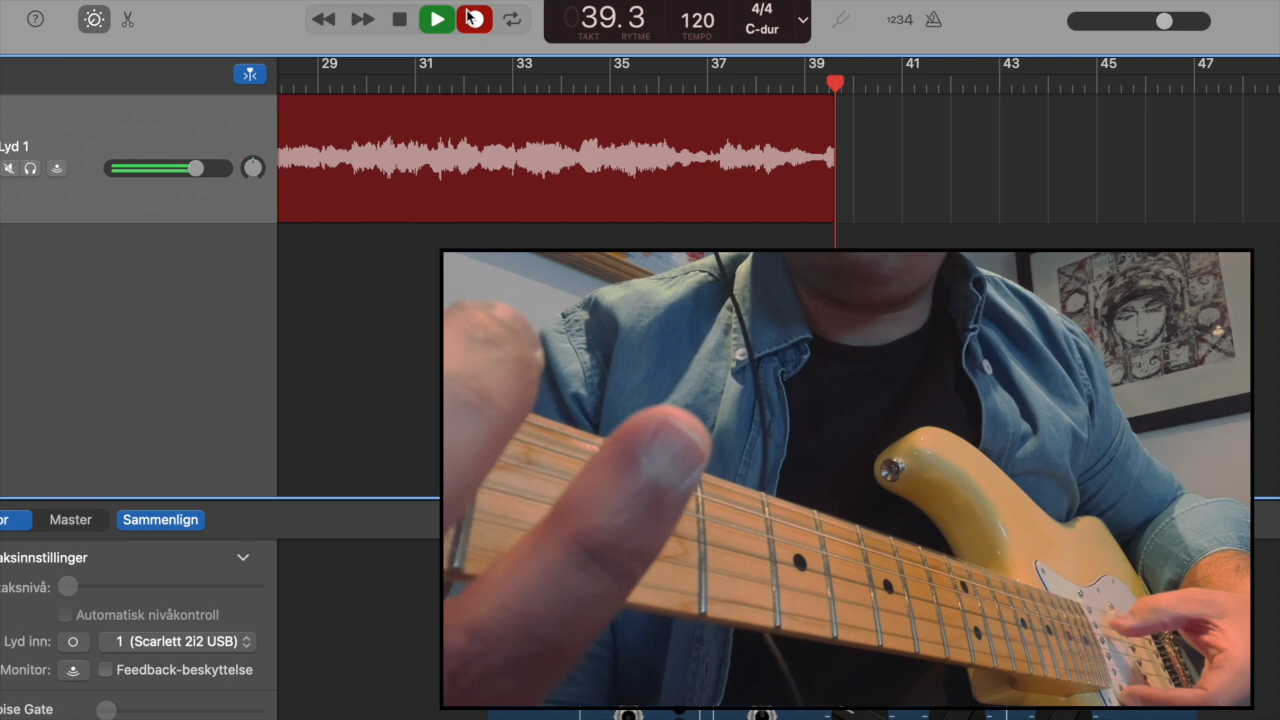 39. 3
TAKT RYTME
120
TEMPO
4/4
C-dur
1234
29 31 33 35 37 39 41 43 45 47
Lyd 1
or Master Sammenlign
aksinnstillinger
taksnivå:
Automatisk nivåkontroll
Lyd inn: 1 (Scarlett 2i2 USB)
Monitor: Feedback-beskyttelse
oise Gate